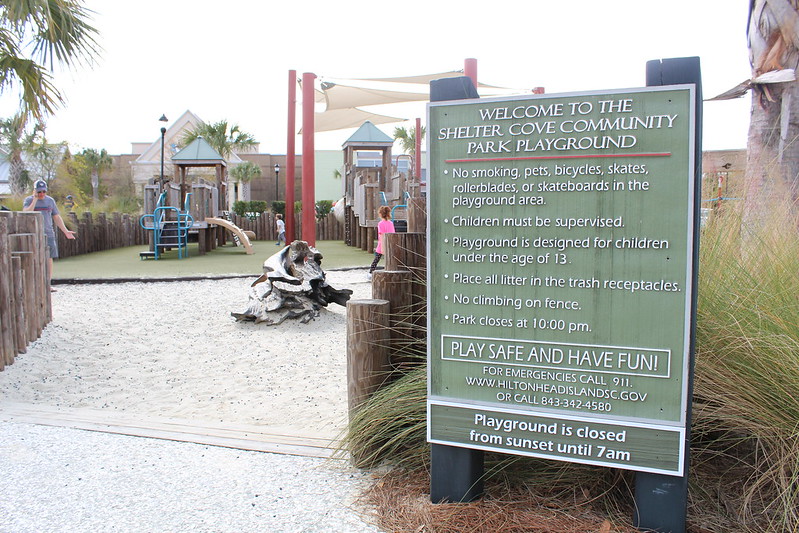 WELCOME TO THE
SHELTER COVE COMMUNITY
PARK PLAYGROUND
• No smoking, pets, bicycles, skates,
rollerblades, or skateboards in the
playground area.
• Children must be supervised.
• Playground is designed for children
under the age of 13.
• Place all litter in the trash receptacles.
• No climbing on fence.
• Park closes at 10:00 pm.
PLAY SAFE AND HAVE FUN!
FOR EMERGENCIES CALL 911.
WWW.HILTONHEADISLANDSC.GOV
OR CALL 843-342-4580
Playground is closed
from sunset until 7am